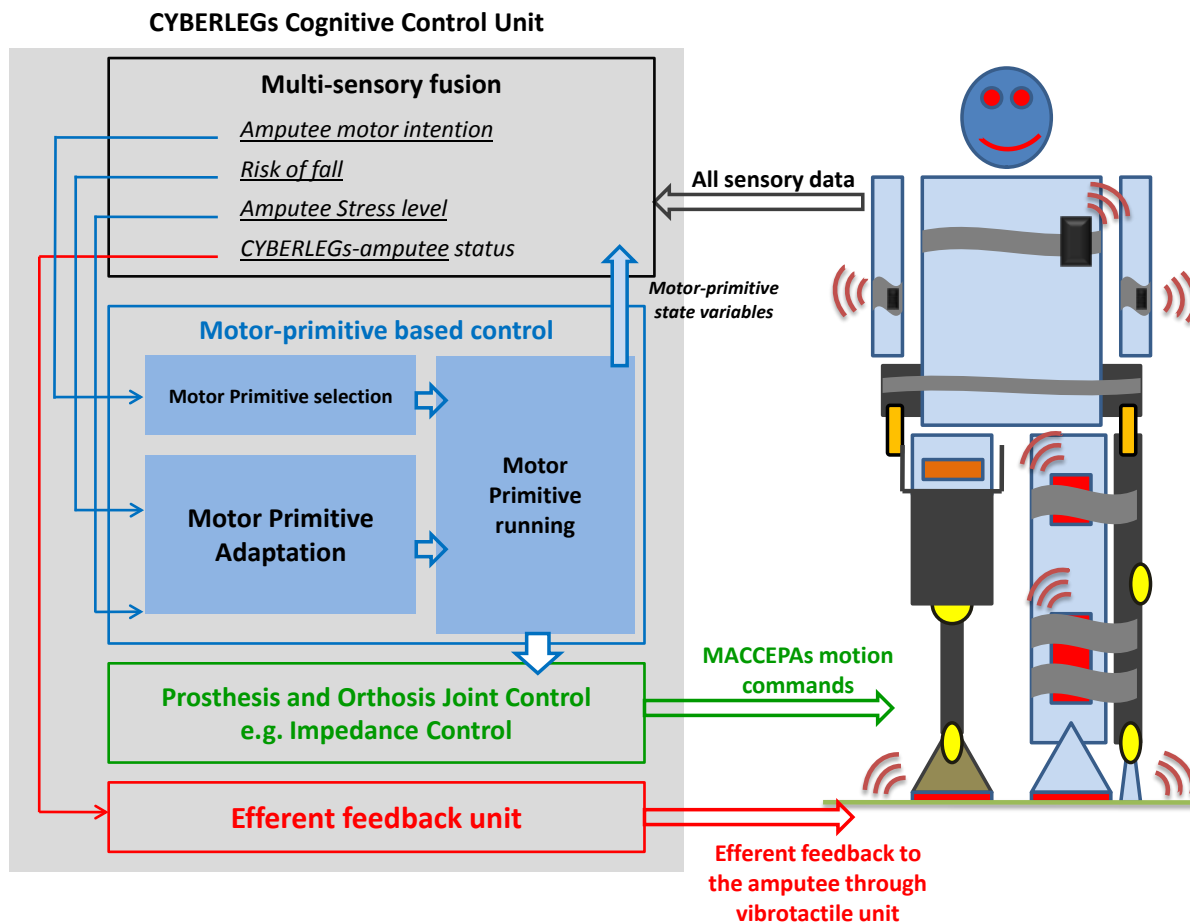 CYBERLEGs Cognitive Control Unit
Multi-sensory fusion
Amputee motor intention
Risk of fall
Amputee Stress level
CYBERLEGs-amputee status
All sensory data
Motor-primitive
state variables
Motor-primitive based control
Motor Primitive selection
Motor Primitive
Adaptation
Motor
Primitive
running
Prosthesis and Orthosis Joint Control
e.g. Impedance Control
MACCEPAs motion
commands
Efferent feedback unit
Efferent feedback to
the amputee through
vibrotactile unit